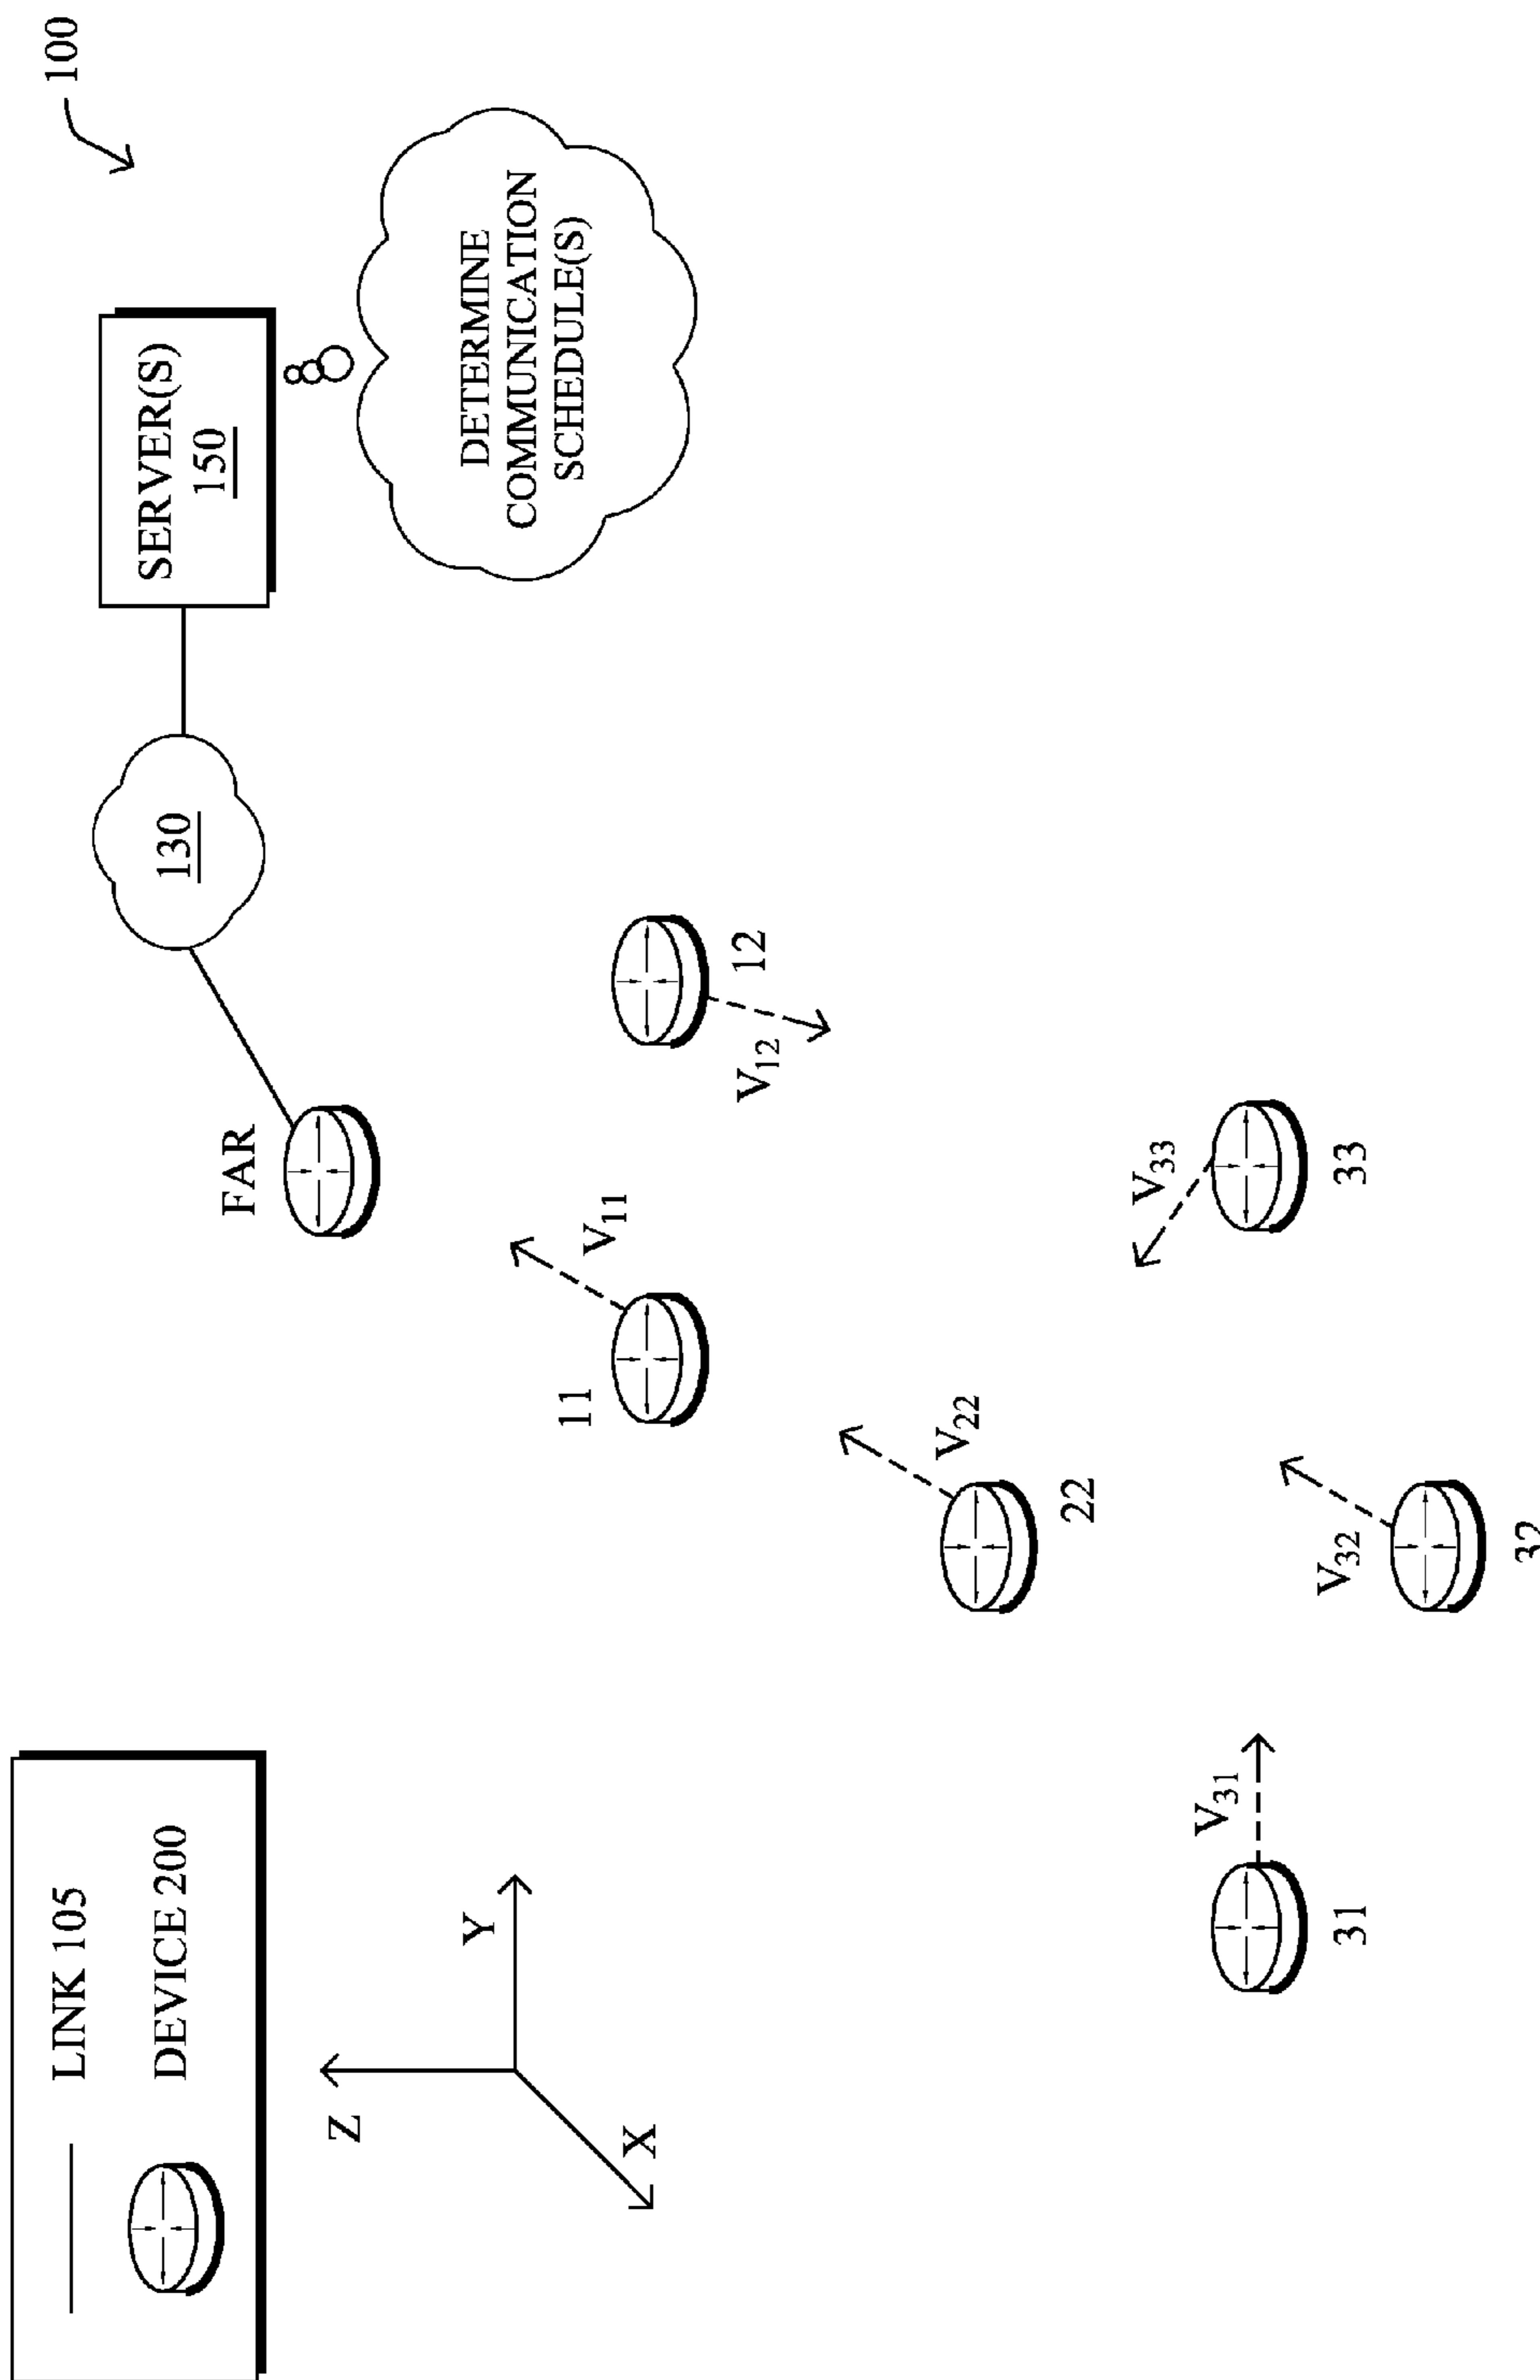 100
LINK 105
DEVICE 200
SERVER(S)
150
130
FAR
DETERMINE
COMMUNICATION
SCHEDULE(S)
Z
Y
X
11
V11
12
V12
V22
22
V31
31
V32
32
V33
33